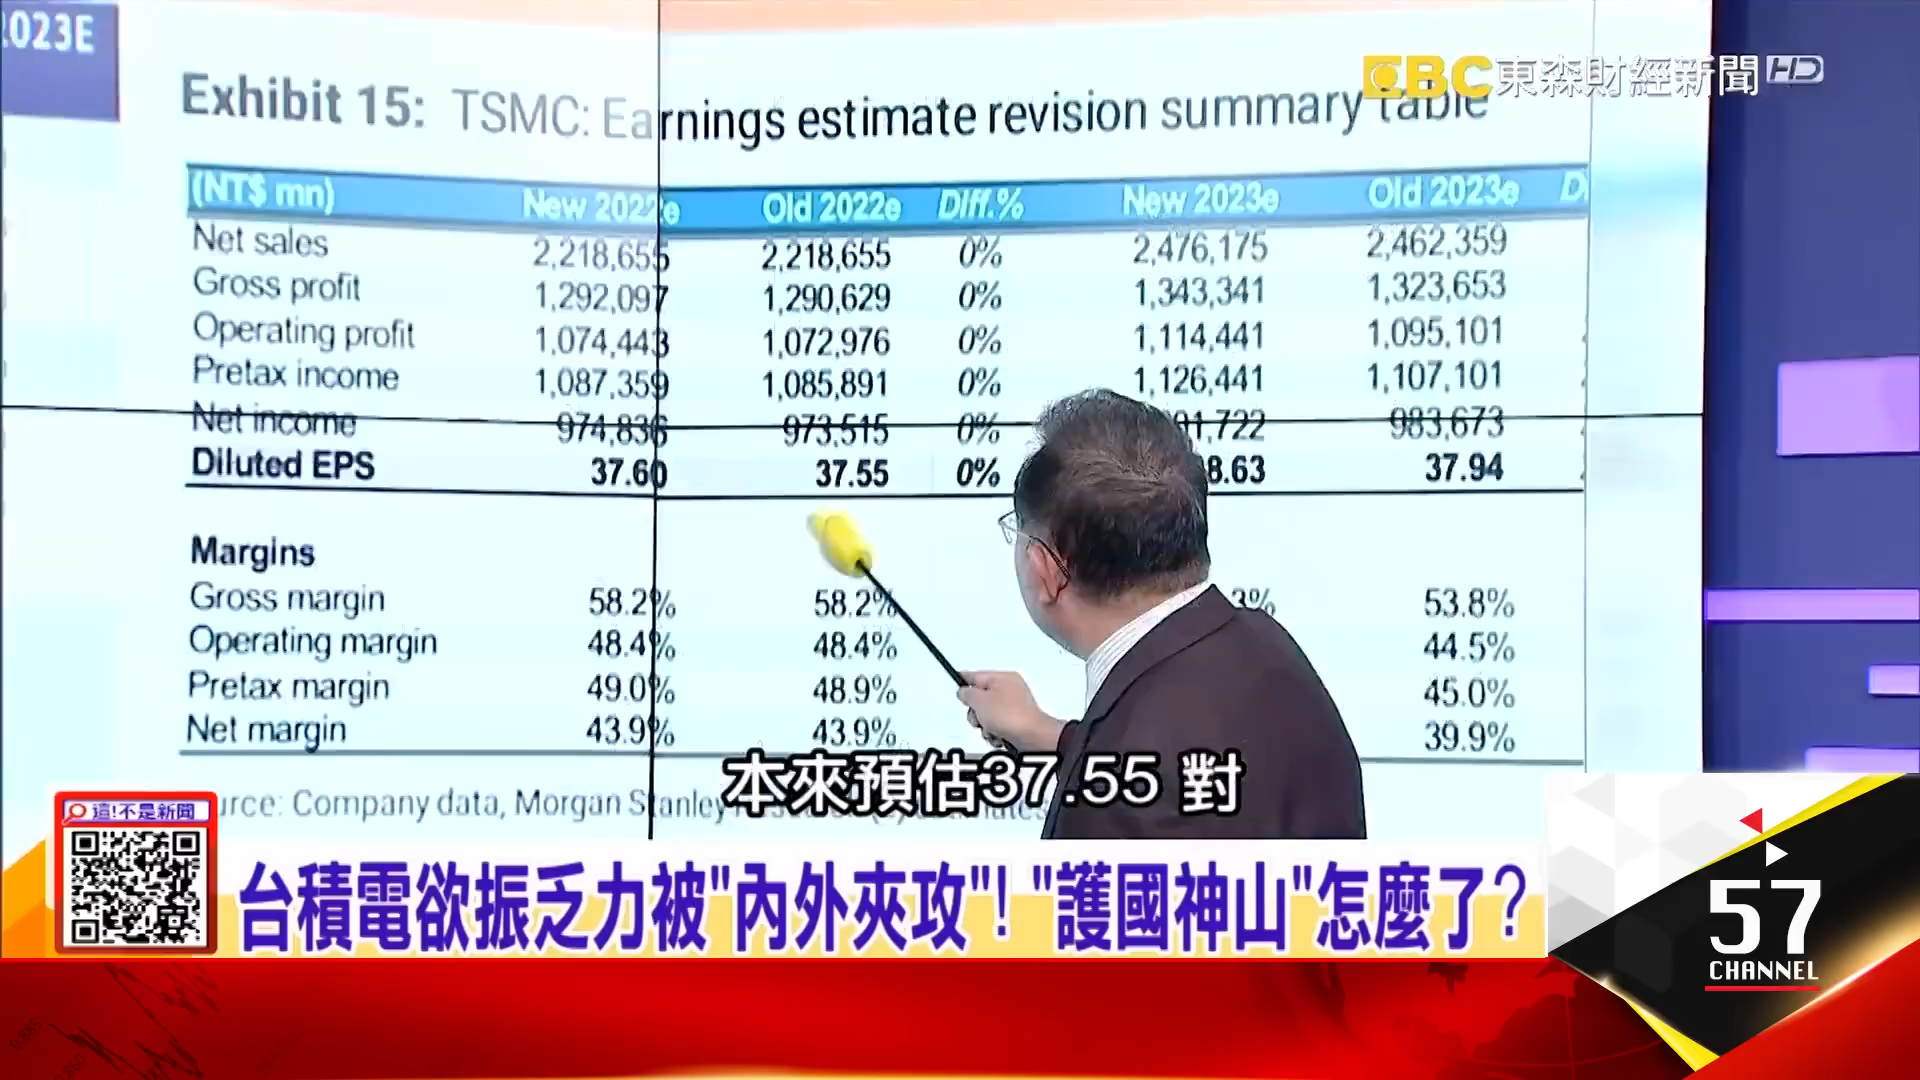 2023E
EBC 東森財經新聞 HD
Exhibit 15: TSMC: Earnings estimate revision summary table
(NT$ mn) New 2022e Old 2022e Diff.% New 2023e Old 2023e
Net sales 2,218,655 2,218,655 0% 2,476,175 2,462,359
Gross profit 1,292,097 1,290,629 0% 1,343,341 1,323,653
Operating profit 1,074,443 1,072,976 0% 1,114,441 1,095,101
Pretax income 1,087,359 1,085,891 0% 1,126,441 1,107,101
Net income 974,836 973,515 0% 983,673
Diluted EPS 37.60 37.55 0% 8.63 37.94
Margins
Gross margin 58.2% 58.2% 3% 53.8%
Operating margin 48.4% 48.4% 44.5%
Pretax margin 49.0% 48.9% 45.0%
Net margin 43.9% 43.9% 39.9%
Company data, Morgan Stanley
本來預估37.55 對
這!不是新聞
台積電欲振乏力被"內外夾攻"! "護國神山"怎麼了?
57
CHANNEL